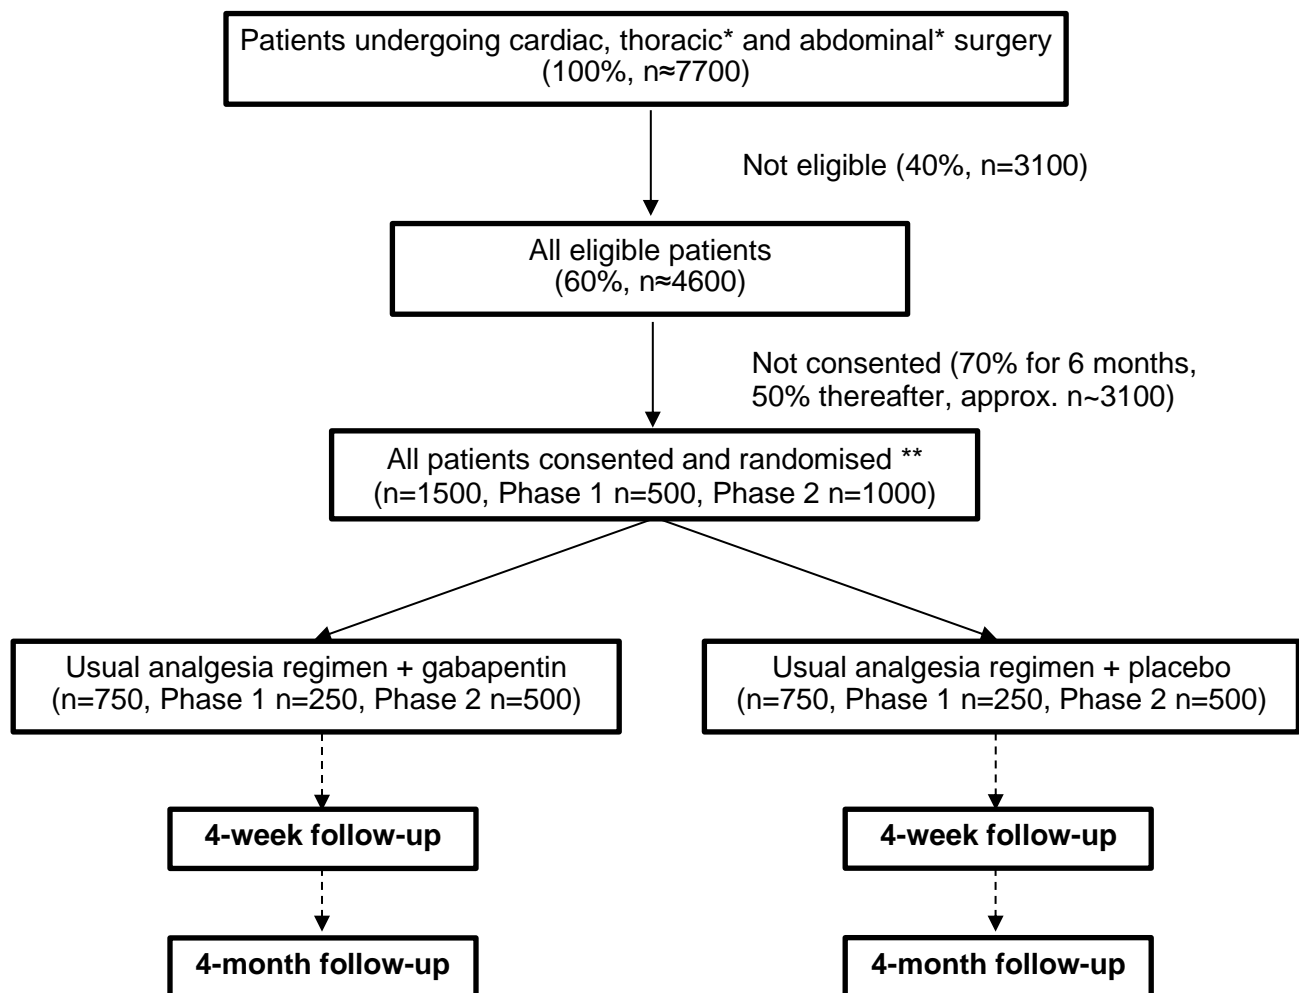 Patients undergoing cardiac, thoracic* and abdominal* surgery
(100%, n≈7700)
Not eligible (40%, n=3100)
All eligible patients
(60%, n≈4600)
Not consented (70% for 6 months,
50% thereafter, approx. n~3100)
All patients consented and randomised **
(n=1500, Phase 1 n=500, Phase 2 n=1000)
Usual analgesia regimen + gabapentin
(n=750, Phase 1 n=250, Phase 2 n=500)
Usual analgesia regimen + placebo
(n=750, Phase 1 n=250, Phase 2 n=500)
4-week follow-up
4-week follow-up
4-month follow-up
4-month follow-up